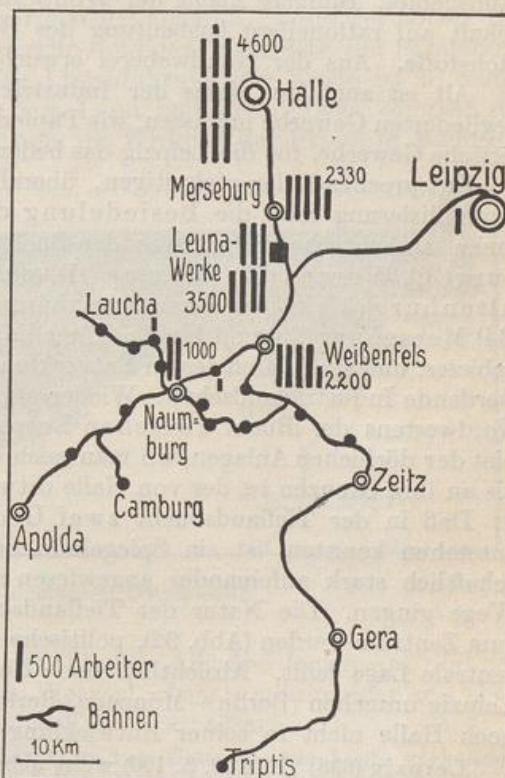 4600
Halle
Leipzig
2330
Merseburg
Leuna-
Werke
3500
Laucha
1000
Weißenfels
2200
Naum-
burg
Zeitz
Camburg
Apolda
Gera
500 Arbeiter
Bahnen
10 Km
Triptis